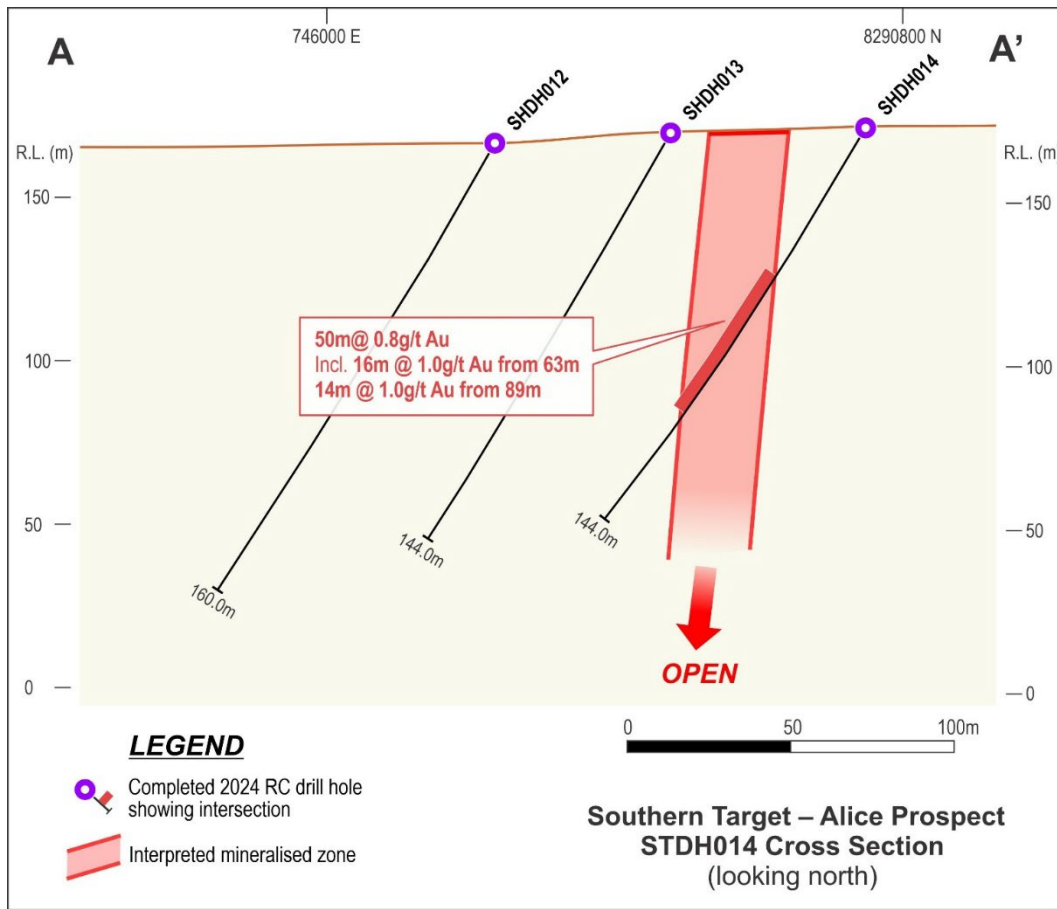 A
746000 E
8290800 N
A’
SHDH012
SHDH013
SHDH014
R.L. (m)
R.L. (m)
150
150
50m@ 0.8g/t Au
Incl. 16m @ 1.0g/t Au from 63m
14m @ 1.0g/t Au from 89m
100
100
50
50
160.0m
144.0m
144.0m
0
0
OPEN
0 50 100m
LEGEND
Completed 2024 RC drill hole
showing intersection
Interpreted mineralised zone
Southern Target – Alice Prospect
STDH014 Cross Section
(looking north)